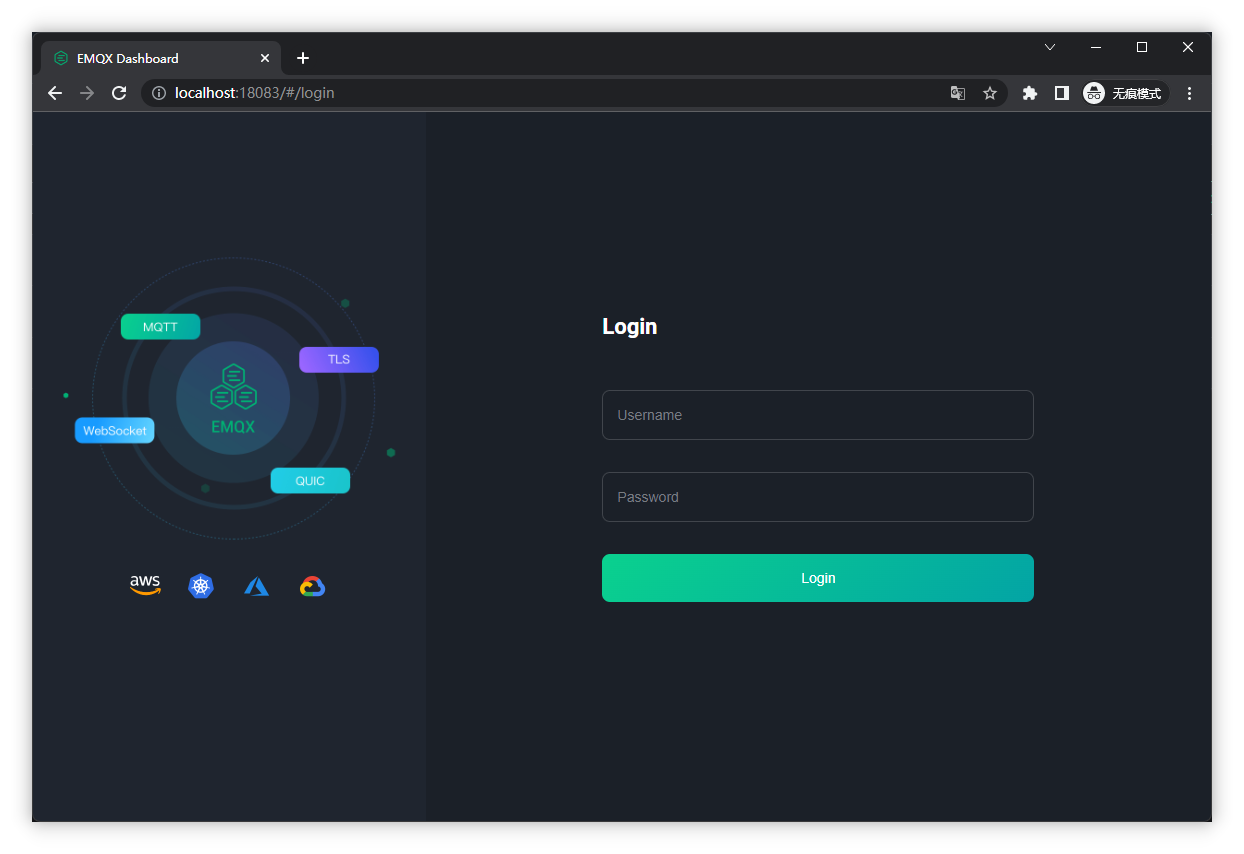 EMQX Dashboard
localhost:18083/#/login
无痕模式
MQTT
TLS
EMQX
WebSocket
QUIC
aws
Login
Username
Password
Login